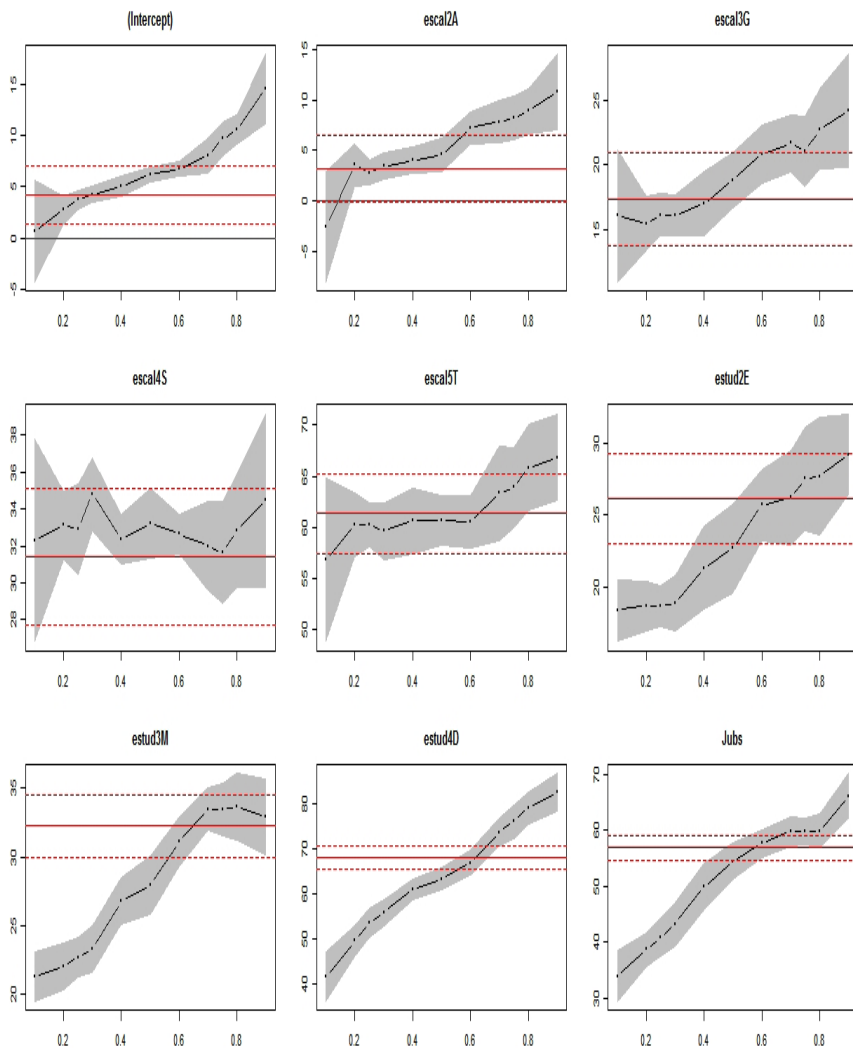 (Intercept)
escal2A
escal3G
-5 0 5 10 15
-5 0 5 10 15
15 20 25
0.2 0.4 0.6 0.8
0.2 0.4 0.6 0.8
0.2 0.4 0.6 0.8
escal4S
escal5T
estud2E
28 30 32 34 36 38
50 55 60 65 70
20 25 30
0.2 0.4 0.6 0.8
0.2 0.4 0.6 0.8
0.2 0.4 0.6 0.8
estud3M
estud4D
Jubs
20 25 30 35
40 50 60 70 80
30 40 50 60 70
0.2 0.4 0.6 0.8
0.2 0.4 0.6 0.8
0.2 0.4 0.6 0.8